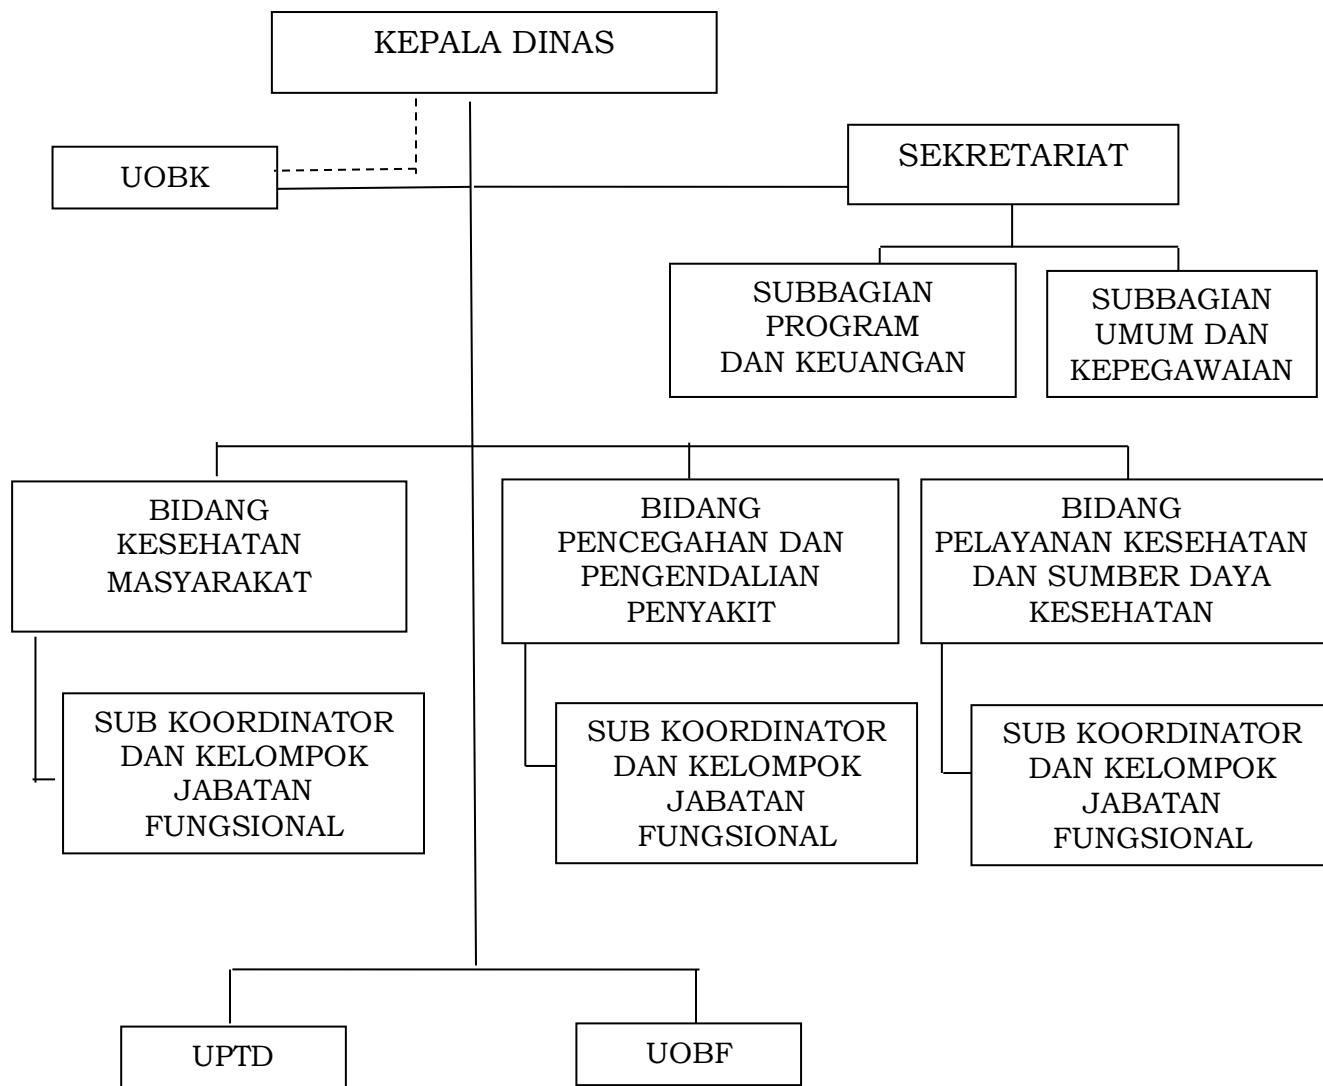 KEPALA DINAS
UOBK
SEKRETARIAT
SUBBAGIAN
PROGRAM
DAN KEUANGAN
SUBBAGIAN
UMUM DAN
KEPEGAWAIAN
BIDANG
KESEHATAN
MASYARAKAT
BIDANG
PENCEGAHAN DAN
PENGENDALIAN
PENYAKIT
BIDANG
PELAYANAN KESEHATAN
DAN SUMBER DAYA
KESEHATAN
SUB KOORDINATOR
DAN KELOMPOK
JABATAN
FUNGSIONAL
SUB KOORDINATOR
DAN KELOMPOK
JABATAN
FUNGSIONAL
SUB KOORDINATOR
DAN KELOMPOK
JABATAN
FUNGSIONAL
UPTD
UOBF